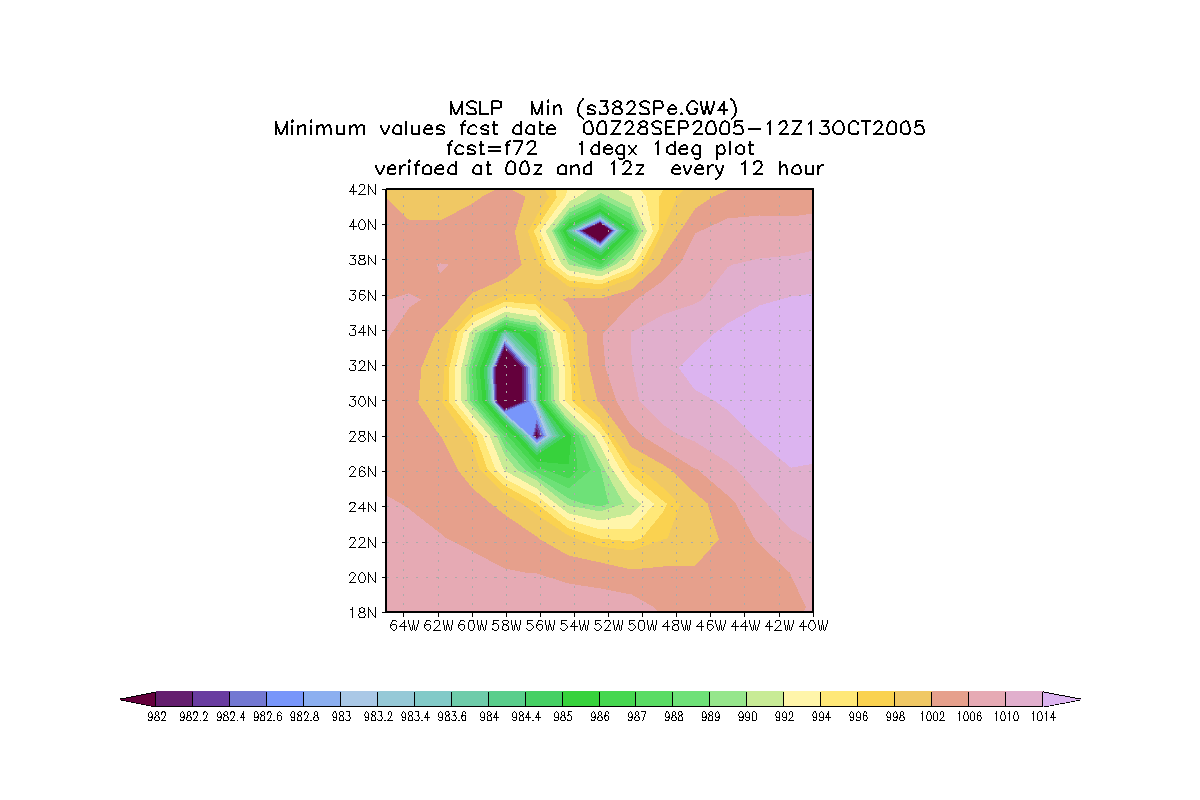 MSLP Min (s382SPe.GW4)
Minimum values fcst date 00Z28SEP2005-12Z13OCT2005
fcst=f72 1degx 1deg plot
verifaed at 00z and 12z every 12 hour
42N
40N
38N
36N
34N
32N
30N
28N
26N
24N
22N
20N
18N
64W 62W 60W 58W 56W 54W 52W 50W 48W 46W 44W 42W 40W
982 982.2 982.4 982.6 982.8 983 983.2 983.4 983.6 984 984.4 985 986 987 988 989 990 992 994 996 998 1002 1006 1010 1014